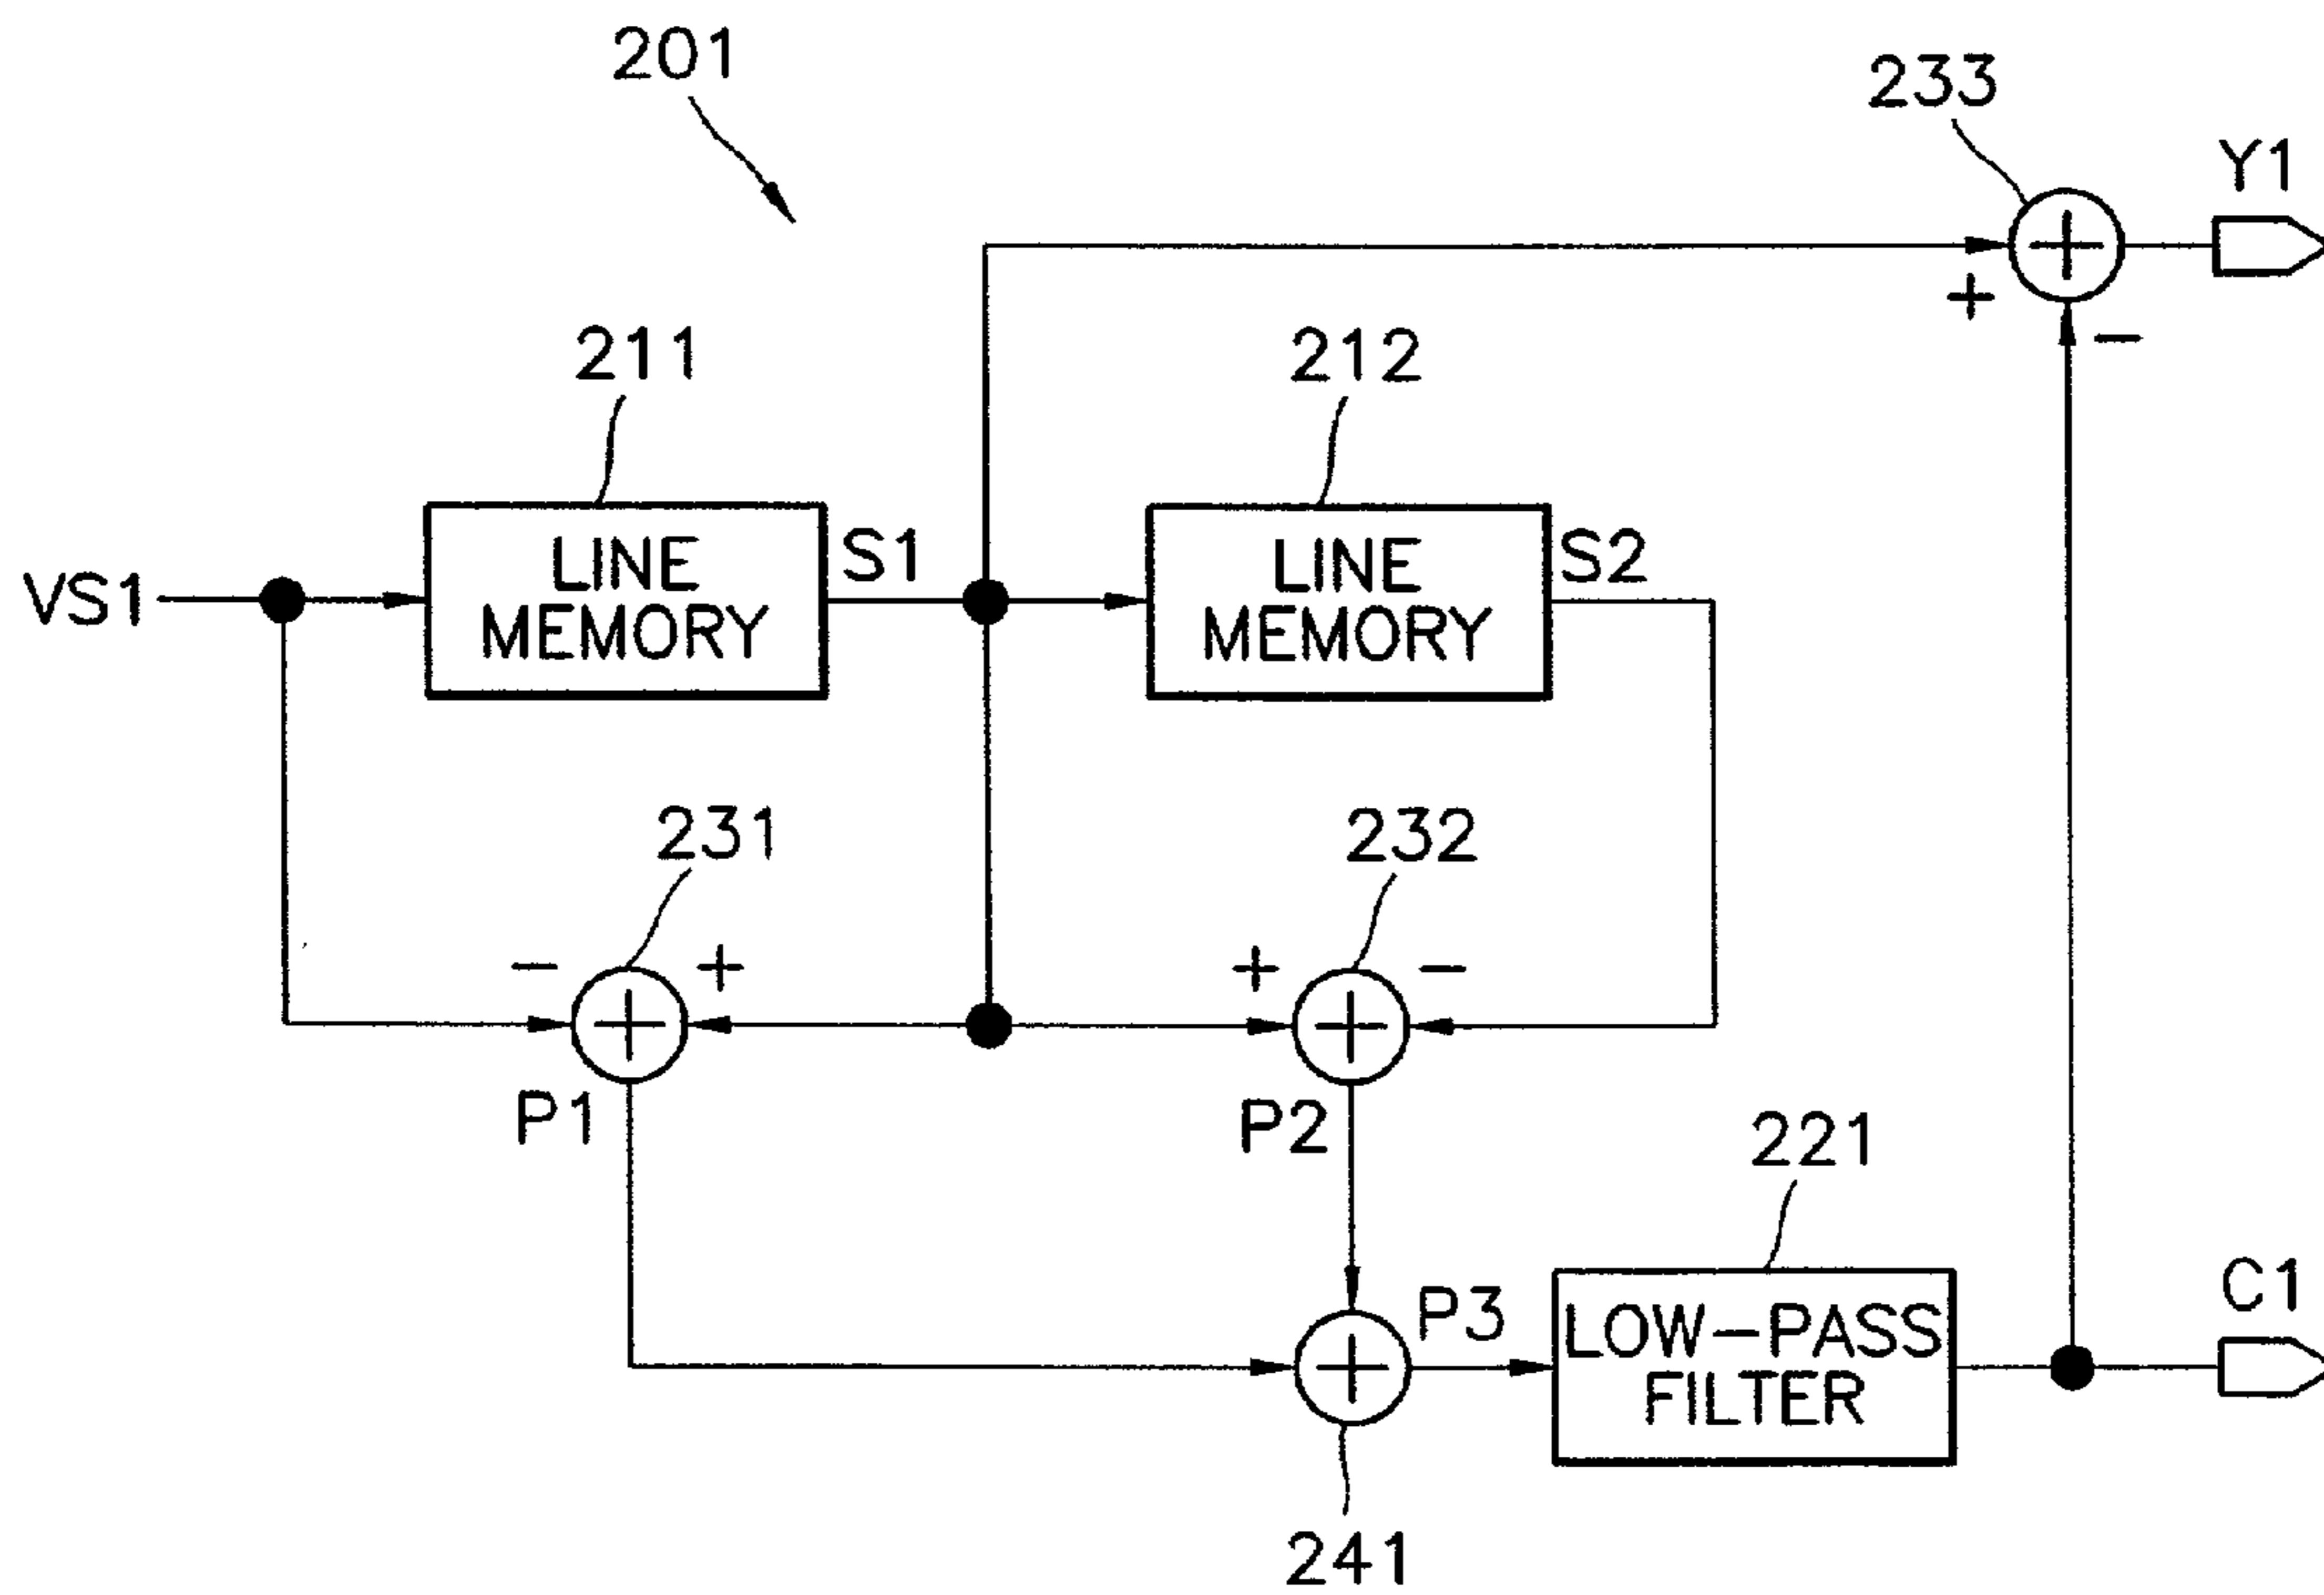 201
233
Y1
+
-
211
212
LINE
MEMORY
S1
LINE
MEMORY
S2
VS1
231
232
-
+
+
-
P1
P2
221
P3
LOW-PASS
FILTER
C1
241